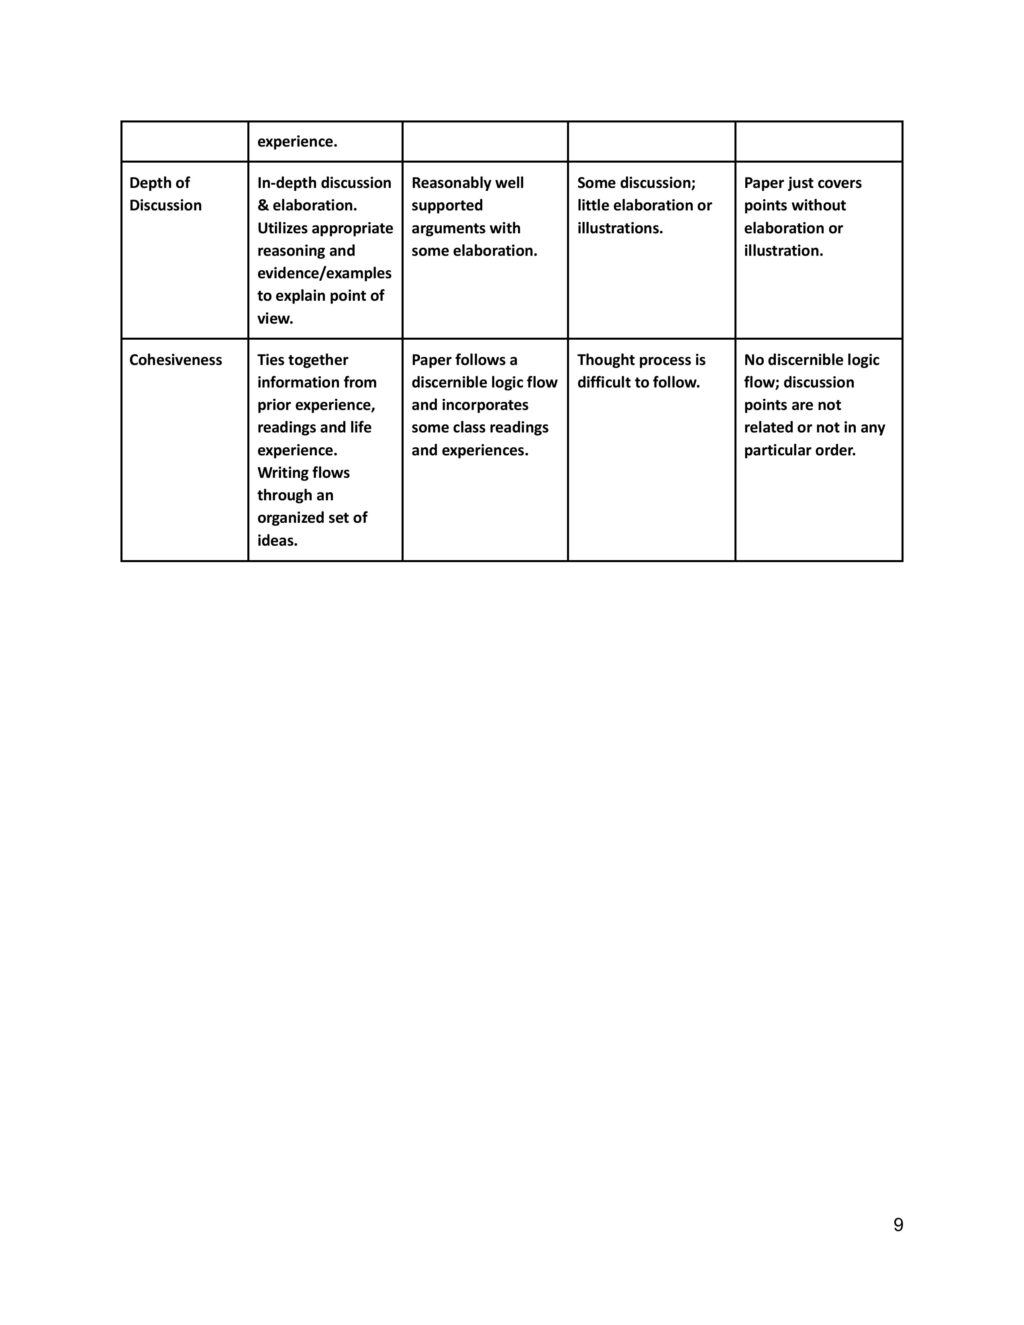 experience.
Depth of
Discussion
In-depth discussion
& elaboration.
Utilizes appropriate
reasoning and
evidence/examples
to explain point of
view.
Reasonably well
supported
arguments with
some elaboration.
Some discussion;
little elaboration or
illustrations.
Paper just covers
points without
elaboration or
illustration.
Cohesiveness
Ties together
information from
prior experience,
readings and life
experience.
Writing flows
through an
organized set of
ideas.
Paper follows a
discernible logic flow
and incorporates
some class readings
and experiences.
Thought process is
difficult to follow.
No discernible logic
flow; discussion
points are not
related or not in any
particular order.
9